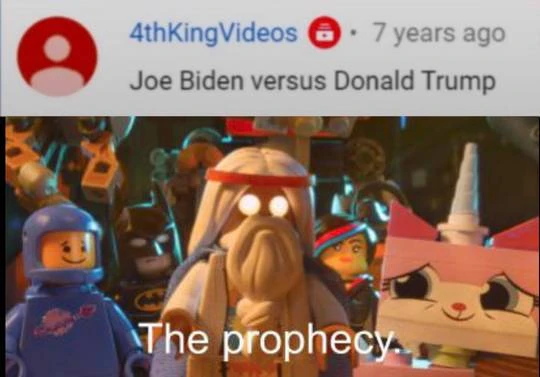 4thKingVideos · 7 years ago
Joe Biden versus Donald Trump
The prophecy.